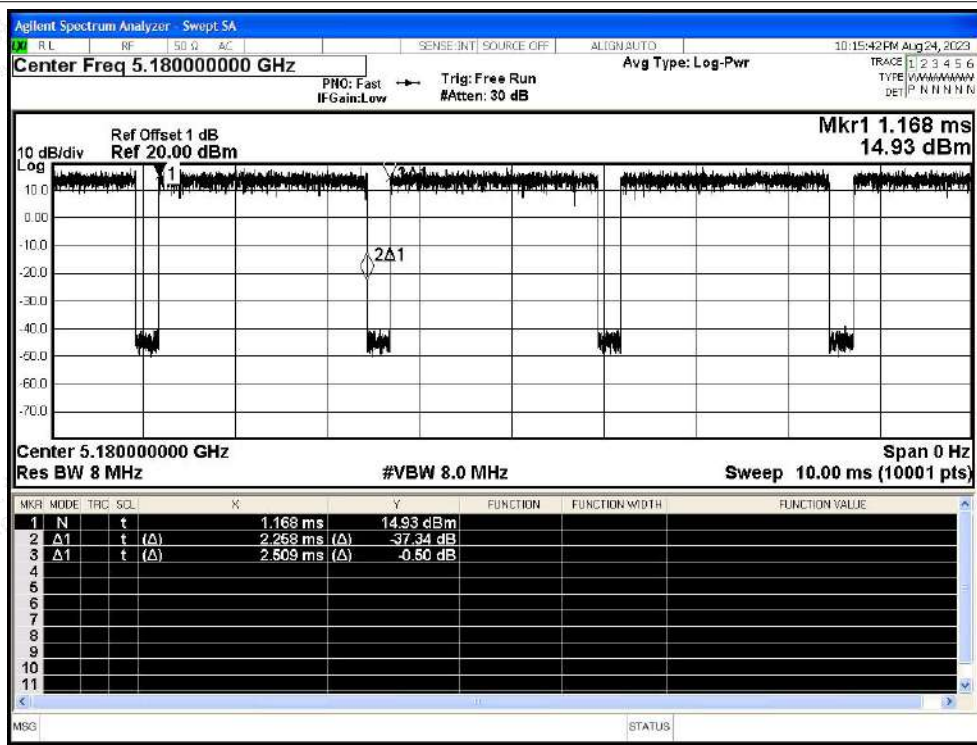 Agilent Spectrum Analyzer - Swept SA
LXI RL RF 50 Ω AC SENSE:INT SOURCE OFF ALIGNAUTO 10:15:42 PM Aug 24, 2023
Center Freq 5.180000000 GHz Avg Type: Log-Pwr TRACE 1 2 3 4 5 6
PNO: Fast Trig: Free Run TYPE
IFGain:Low #Atten: 30 dB DET P N N N N N
Mkr1 1.168 ms
Ref Offset 1 dB
10 dB/div Ref 20.00 dBm 14.93 dBm
Log
1 3Δ1
10.0
0.00
-10.0
2Δ1
-20.0
-30.0
-40.0
-50.0
-60.0
-70.0
Center 5.180000000 GHz Span 0 Hz
Res BW 8 MHz #VBW 8.0 MHz Sweep 10.00 ms (10001 pts)
MKR MODE TRC SCL X Y FUNCTION FUNCTION WIDTH FUNCTION VALUE
1 N t 1.168 ms 14.93 dBm
2 Δ1 t (Δ) 2.258 ms (Δ) -37.34 dB
3 Δ1 t (Δ) 2.509 ms (Δ) -0.50 dB
4
5
6
7
8
9
10
11
MSG STATUS